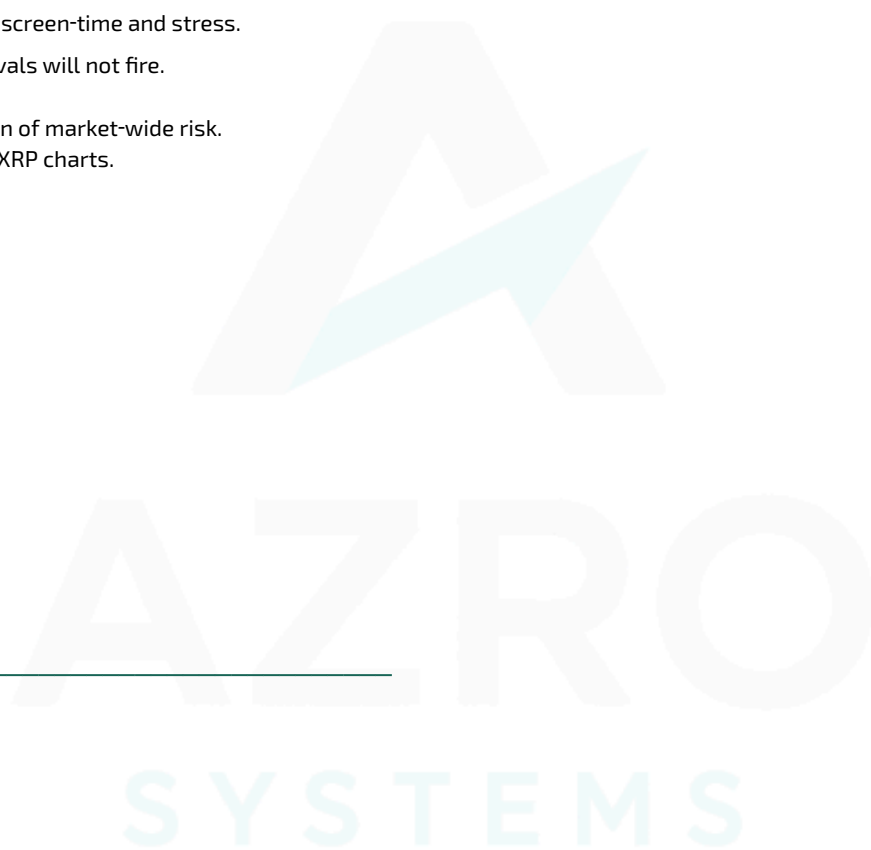 screen-time and stress.
vals will not fire.
n of market-wide risk.
XRP charts.
AZRO
SYSTEMS